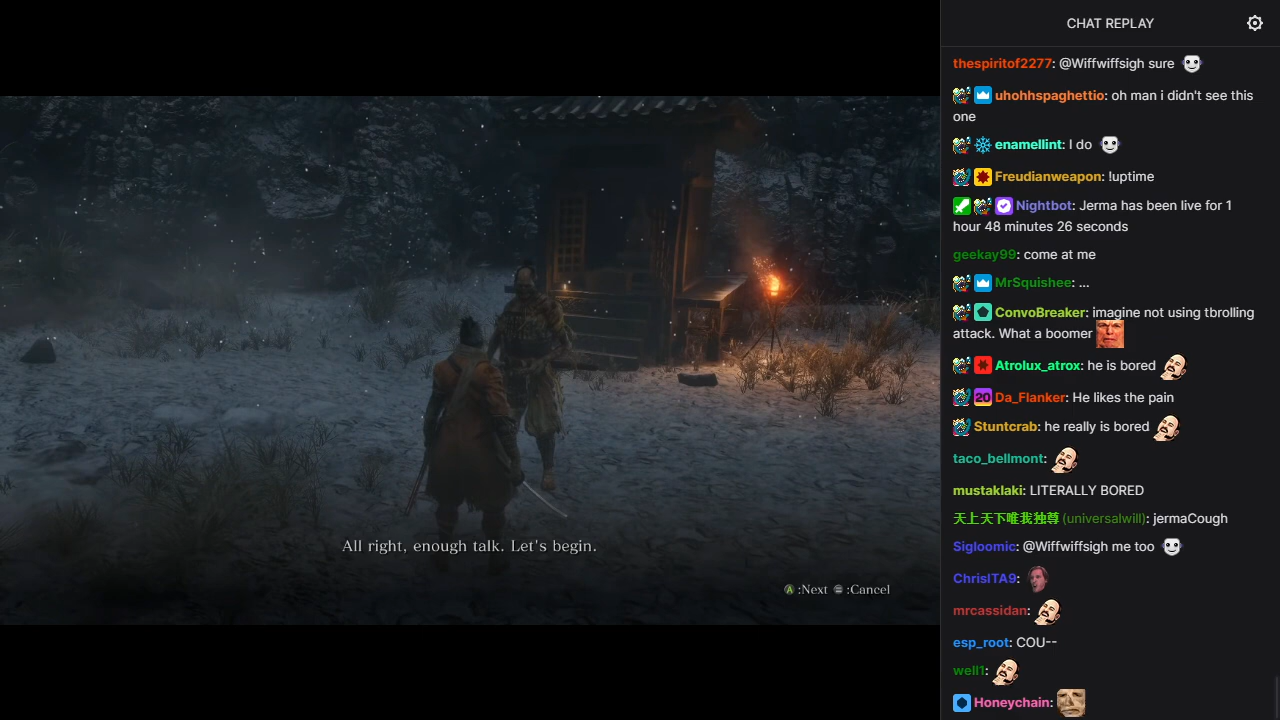 CHAT REPLAY
thespiritof2277: @Wiffwiffsigh sure
uhohhspaghettio: oh man i didn't see this
one
enamellint: I do
Freudianweapon: !uptime
Nightbot: Jerma has been live for 1
hour 48 minutes 26 seconds
geekay99: come at me
MrSquishee: ...
ConvoBreaker: imagine not using tbrolling
attack. What a boomer
Atrolux_atrox: he is bored
20 Da_Flanker: He likes the pain
Stuntcrab: he really is bored
taco_bellmont:
mustaklaki: LITERALLY BORED
天上天下唯我独尊 (universalwill): jermaCough
Sigloomic: @Wiffwiffsigh me too
ChrisITA9:
mrcassidan:
esp_root: COU--
well1:
Honeychain:
All right, enough talk. Let's begin.
A :Next :Cancel